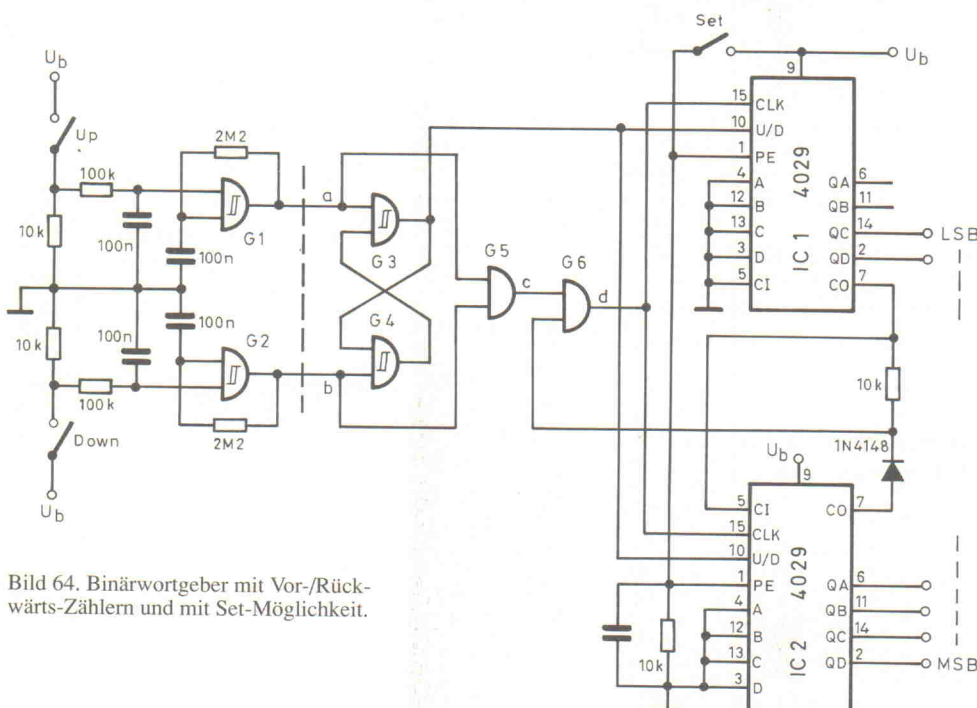 Set
U_b
U_b
9
15 CLK
10 U/D
1 PE
4 A
12 B
13 C
3 D
5 CI
IC 1 4029
QA 6
QB 11
QC 14
QD 2
CO 7
LSB
Up
100k
10k
100n
2M2
100n
G1
a
G3
G5
c
G6
d
G4
10k
100n
100n
G2
b
100k
2M2
Down
U_b
10k
1N4148
U_b
9
5 CI
15 CLK
10 U/D
1 PE
4 A
12 B
13 C
3 D
IC 2 4029
CO 7
QA 6
QB 11
QC 14
QD 2
MSB
10k
Bild 64. Binärwortgeber mit Vor-/Rück-
wärts-Zählern und mit Set-Möglichkeit.